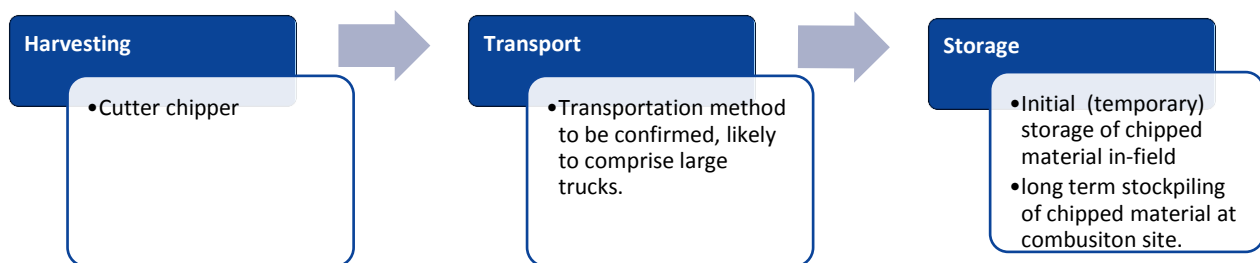 Harvesting
•Cutter chipper
Transport
•Transportation method
to be confirmed, likely
to comprise large
trucks.
Storage
•Initial (temporary)
storage of chipped
material in-field
•long term stockpiling
of chipped material at
combusiton site.